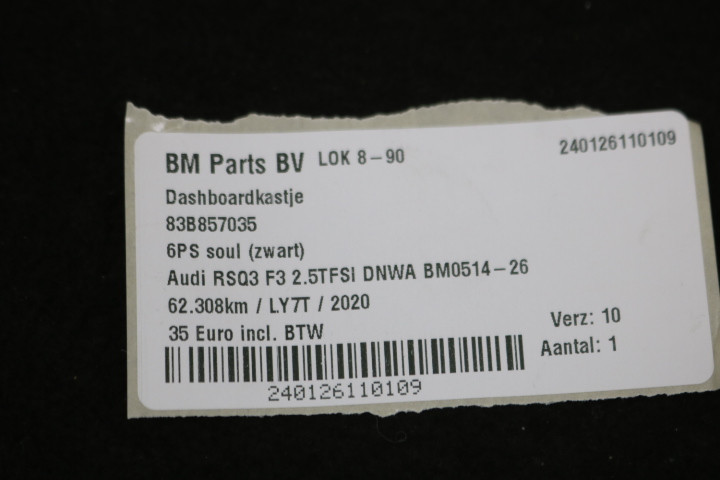 BM Parts BV LOK 8-90 240126110109
Dashboardkastje
83B857035
6PS soul (zwart)
Audi RSQ3 F3 2.5TFSI DNWA BM0514-26
62.308km / LY7T / 2020
35 Euro incl. BTW
Verz: 10
Aantal: 1
240126110109